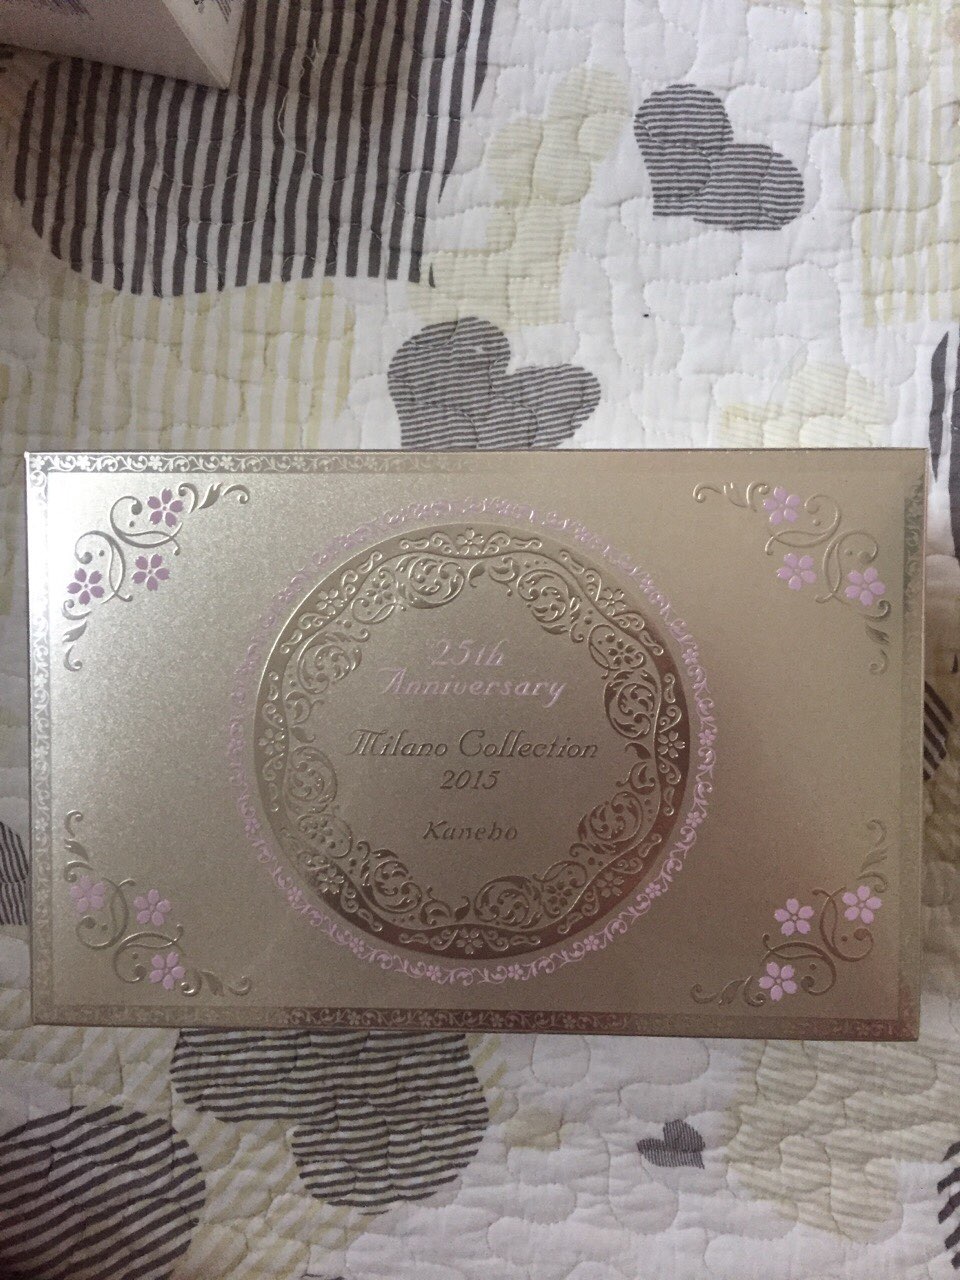 25th
Anniversary
Milano Collection
2015
Kanebo